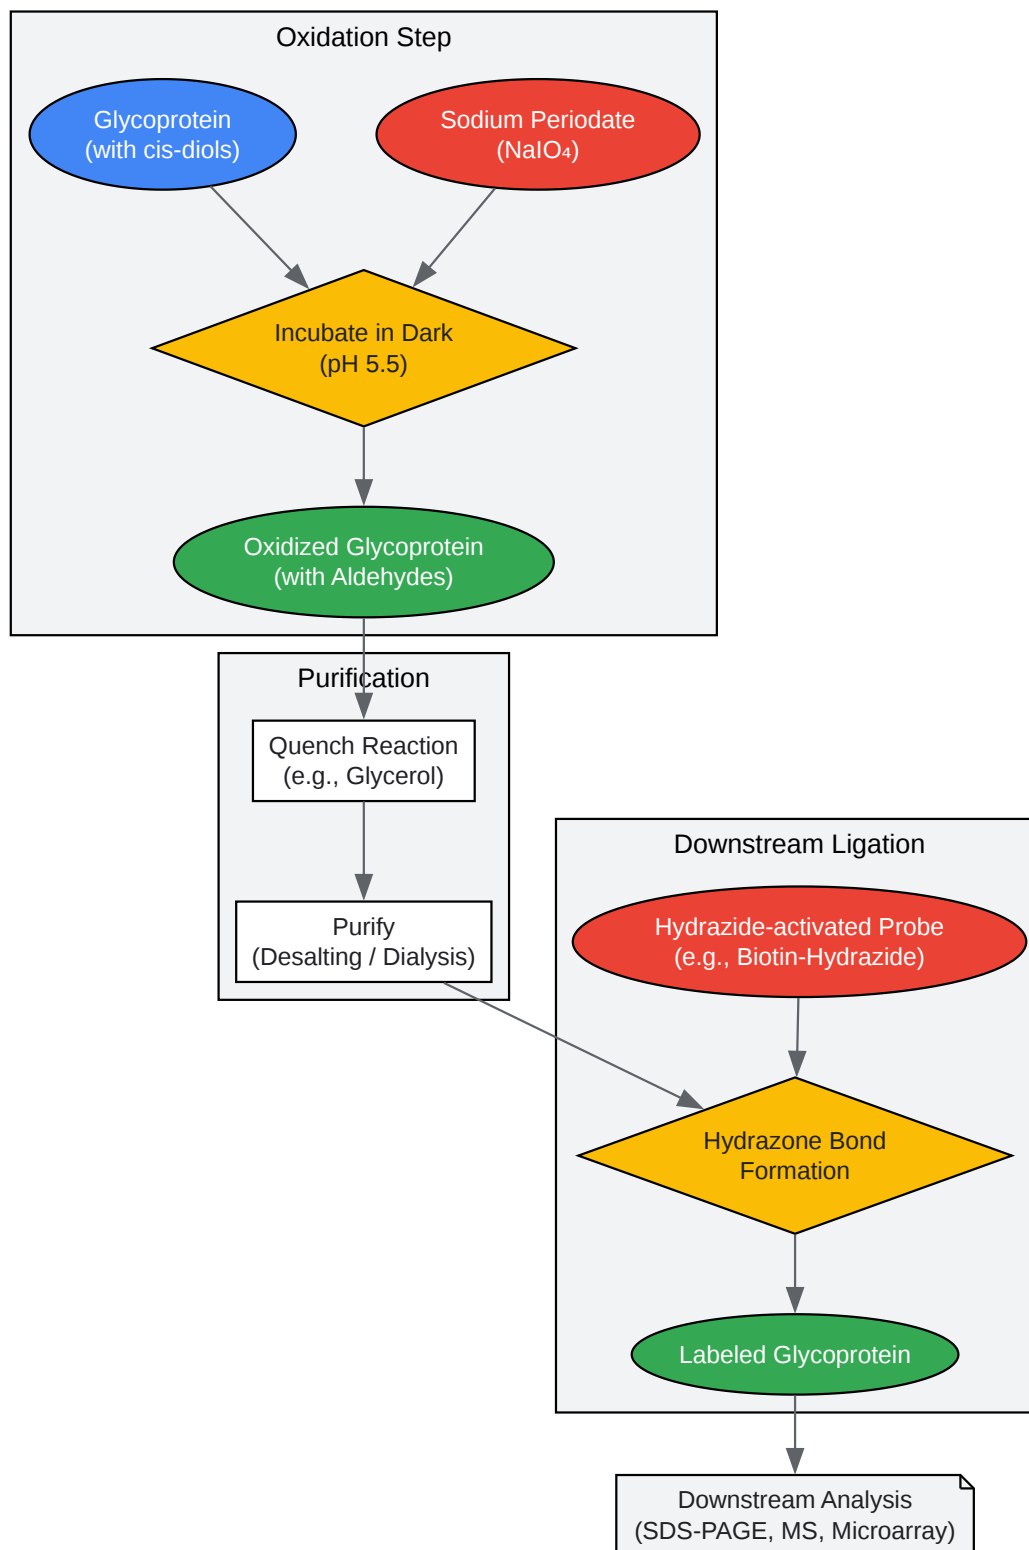 Oxidation Step
Glycoprotein
(with cis-diols)
Sodium Periodate
(NaIO₄)
Incubate in Dark
(pH 5.5)
Oxidized Glycoprotein
(with Aldehydes)
Purification
Quench Reaction
(e.g., Glycerol)
Purify
(Desalting / Dialysis)
Downstream Ligation
Hydrazide-activated Probe
(e.g., Biotin-Hydrazide)
Hydrazone Bond
Formation
Labeled Glycoprotein
Downstream Analysis
(SDS-PAGE, MS, Microarray)